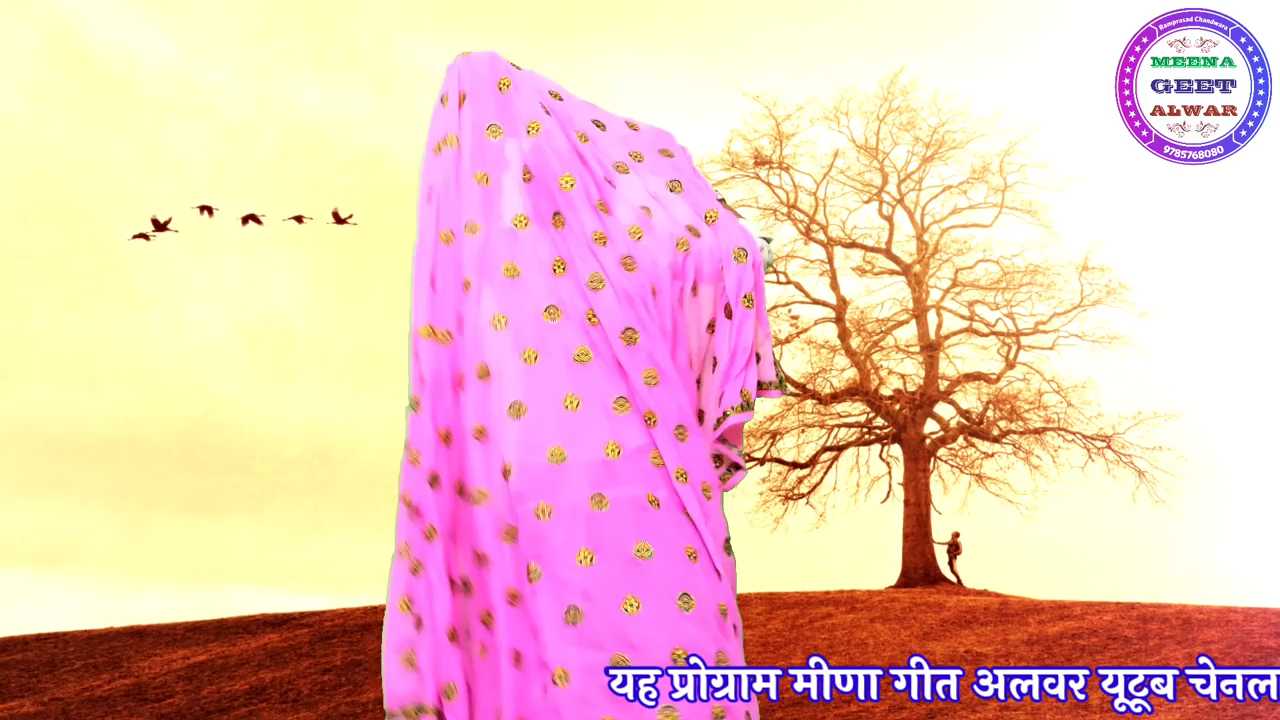 Ramprasad Chandwara
MEENA
GEET
ALWAR
9785768080
यह प्रोग्राम मीणा गीत अलवर यूटूब चेनल